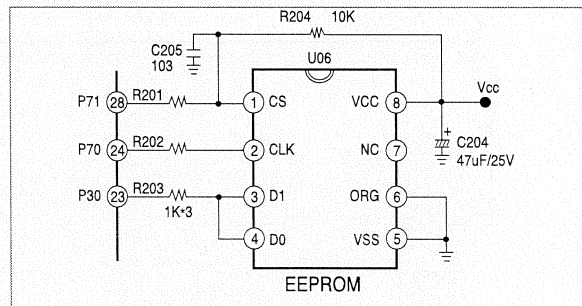 R204 10K
C205
103
U06
P71 28 R201 1 CS VCC 8 Vcc
P70 24 R202 2 CLK NC 7 + C204
47uF/25V
P30 23 R203 3 D1 ORG 6
1K*3
4 D0 VSS 5
EEPROM